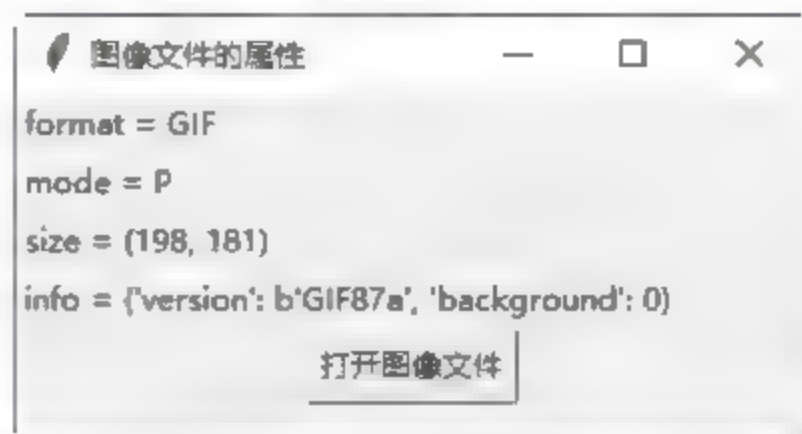 图像文件的属性
format = GIF
mode = P
size = (198, 181)
info = {'version': b'GIF87a', 'background': 0}
打开图像文件